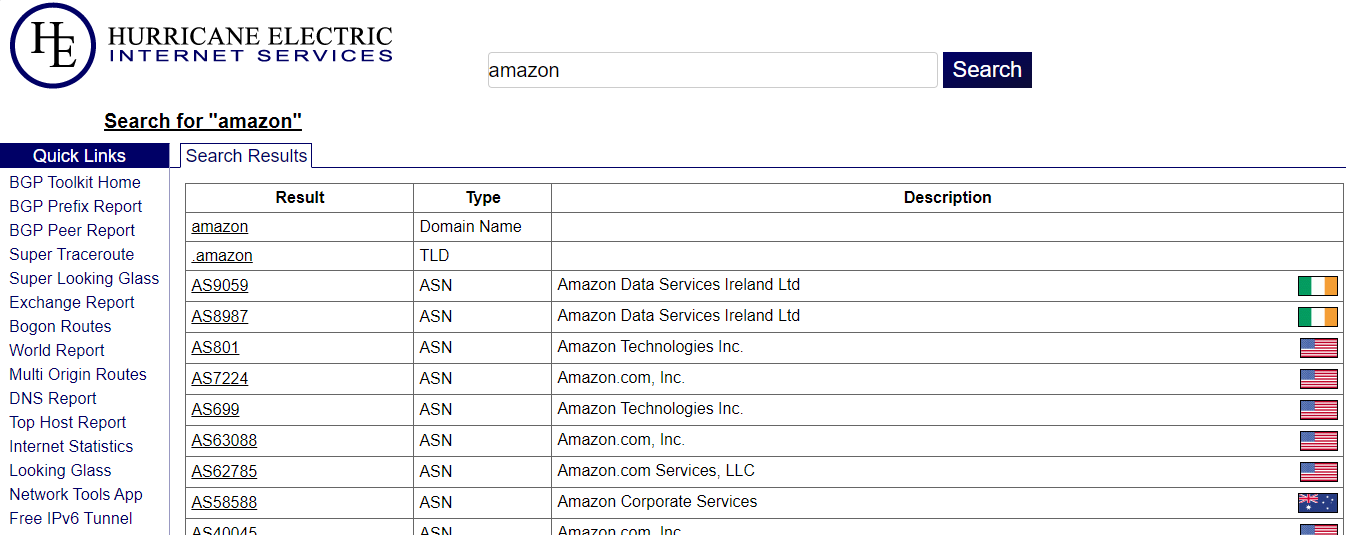 HE
HURRICANE ELECTRIC
INTERNET SERVICES
amazon
Search
Search for "amazon"
Quick Links
BGP Toolkit Home
BGP Prefix Report
BGP Peer Report
Super Traceroute
Super Looking Glass
Exchange Report
Bogon Routes
World Report
Multi Origin Routes
DNS Report
Top Host Report
Internet Statistics
Looking Glass
Network Tools App
Free IPv6 Tunnel
Search Results
Result Type Description
amazon Domain Name
.amazon TLD
AS9059 ASN Amazon Data Services Ireland Ltd
AS8987 ASN Amazon Data Services Ireland Ltd
AS801 ASN Amazon Technologies Inc.
AS7224 ASN Amazon.com, Inc.
AS699 ASN Amazon Technologies Inc.
AS63088 ASN Amazon.com, Inc.
AS62785 ASN Amazon.com Services, LLC
AS58588 ASN Amazon Corporate Services
AS40045 ASN Amazon.com, Inc.